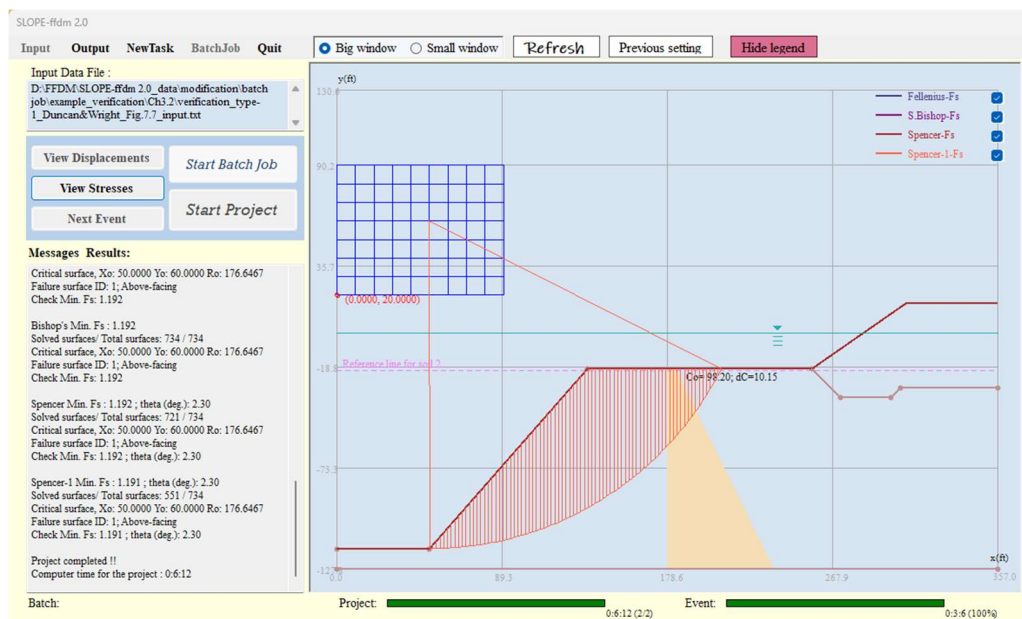 SLOPE-ffdm 2.0
Input Output NewTask BatchJob Quit
Big window Small window Refresh Previous setting Hide legend
Input Data File :
D:\FFDM\SLOPE-ffdm 2.0_data\modification\batch
job\example_verification\Ch3.2\verification_type-
1_Duncan&Wright_Fig.7.7_input.txt
View Displacements
Start Batch Job
View Stresses
Start Project
Next Event
Messages Results:
Critical surface, Xo: 50.0000 Yo: 60.0000 Ro: 176.6467
Failure surface ID: 1; Above-facing
Check Min. Fs: 1.192
Bishop's Min. Fs : 1.192
Solved surfaces/ Total surfaces: 734 / 734
Critical surface, Xo: 50.0000 Yo: 60.0000 Ro: 176.6467
Failure surface ID: 1; Above-facing
Check Min. Fs: 1.192
Spencer Min. Fs : 1.192 ; theta (deg.): 2.30
Solved surfaces/ Total surfaces: 721 / 734
Critical surface, Xo: 50.0000 Yo: 60.0000 Ro: 176.6467
Failure surface ID: 1; Above-facing
Check Min. Fs: 1.192 ; theta (deg.): 2.30
Spencer-1 Min. Fs : 1.191 ; theta (deg.): 2.30
Solved surfaces/ Total surfaces: 551 / 734
Critical surface, Xo: 50.0000 Yo: 60.0000 Ro: 176.6467
Failure surface ID: 1; Above-facing
Check Min. Fs: 1.191 ; theta (deg.): 2.30
Project completed !!
Computer time for the project : 0:6:12
y(ft)
130.0
Fellenius-Fs
S.Bishop-Fs
Spencer-Fs
Spencer-1-Fs
90.2
35.7
(0.0000, 20.0000)
-18.8
Reference line for soil 2
Co= 98.20; dC=10.15
-73.3
x(ft)
0.0 89.3 178.6 267.9 357.0
Batch:
Project: 0:6:12 (2/2)
Event: 0:3:6 (100%)